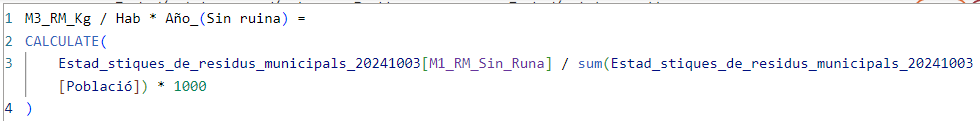 1 M3_RM_Kg / Hab * Año_(Sin ruina) =
2 CALCULATE(
3 Estad_stiques_de_residus_municipals_20241003[M1_RM_Sin_Runa] / sum(Estad_stiques_de_residus_municipals_20241003
[Població]) * 1000
4 )